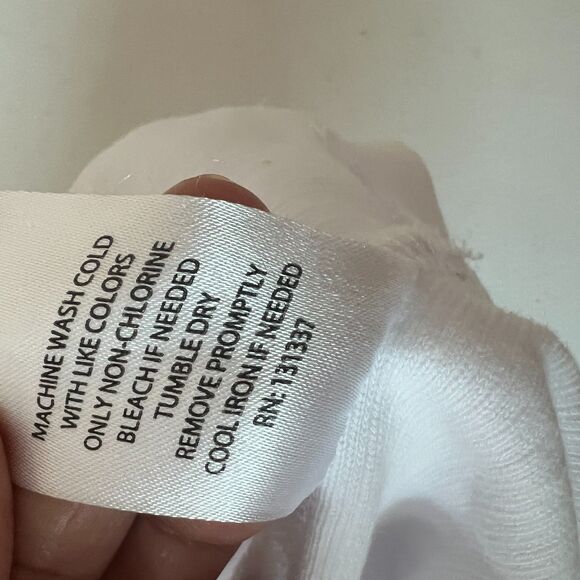 MACHINE WASH COLD
WITH LIKE COLORS
ONLY NON-CHLORINE
BLEACH IF NEEDED
TUMBLE DRY
REMOVE PROMPTLY
COOL IRON IF NEEDED
RN: 131337